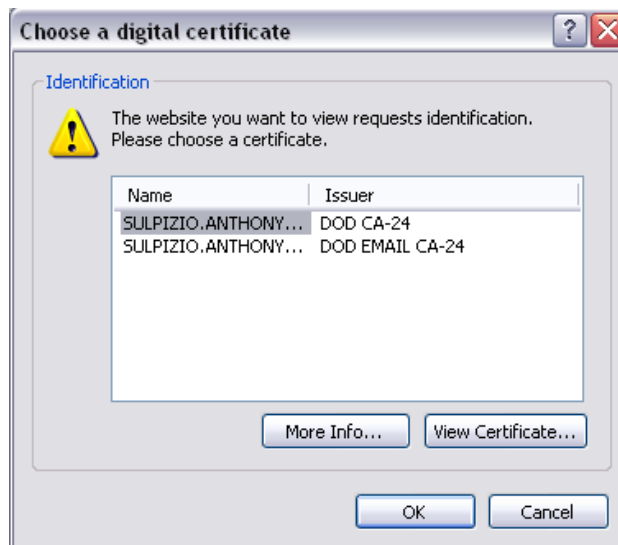 Choose a digital certificate
Identification
The website you want to view requests identification.
Please choose a certificate.
Name Issuer
SULPIZIO.ANTHONY... DOD CA-24
SULPIZIO.ANTHONY... DOD EMAIL CA-24
More Info... View Certificate...
OK Cancel